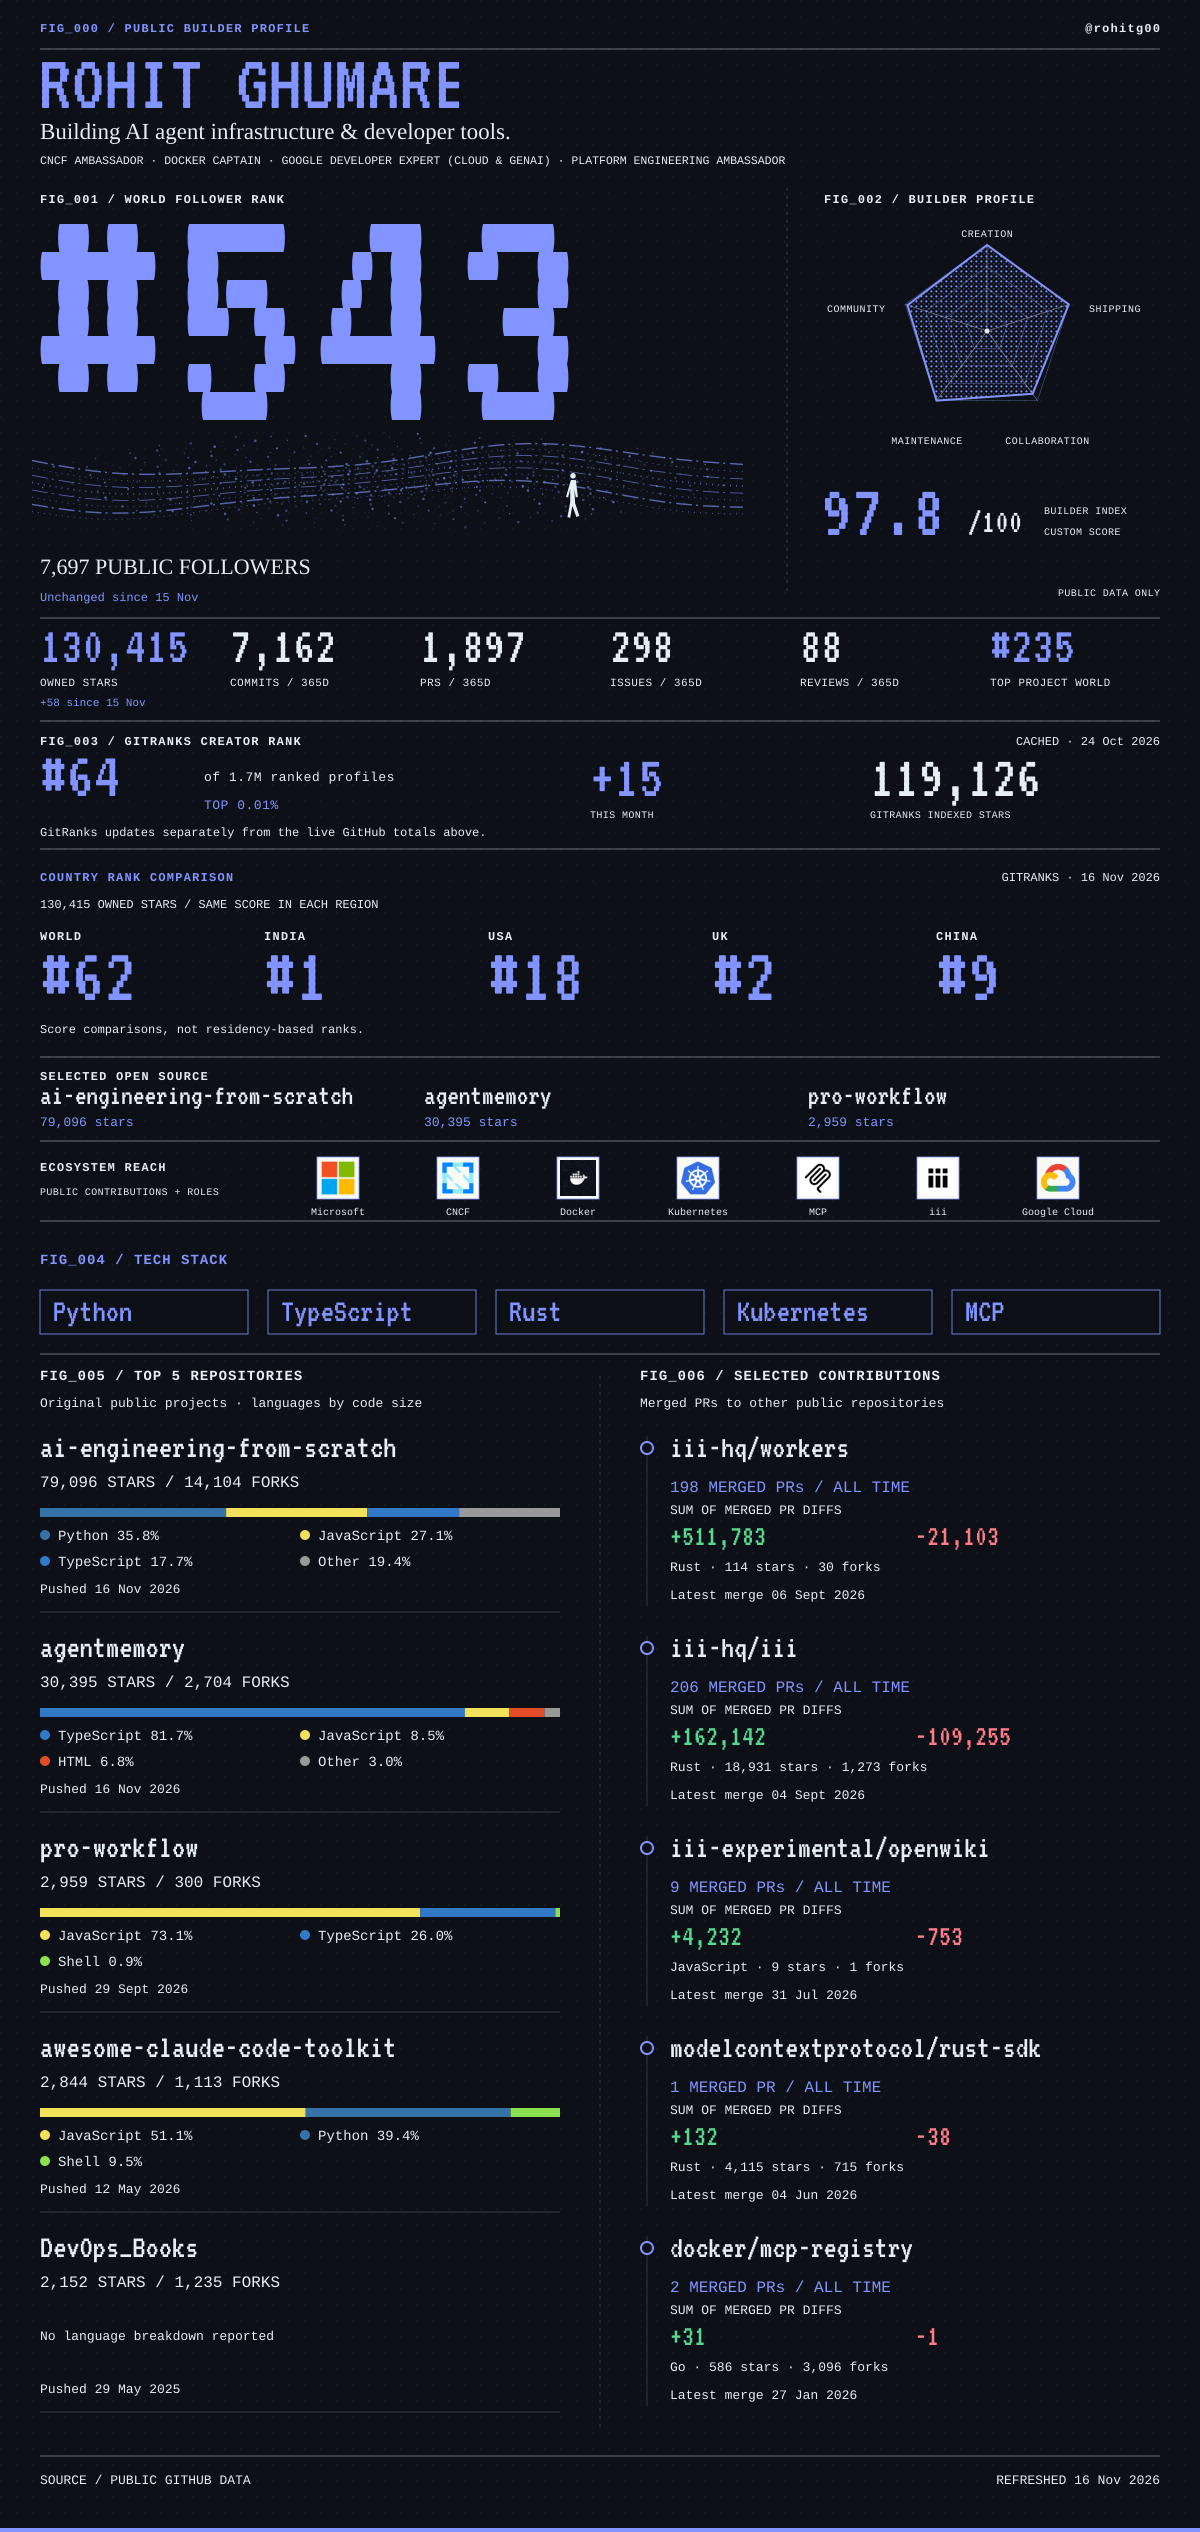 FIG_000 / PUBLIC BUILDER PROFILE
@rohitg00
ROHIT GHUMARE
Building AI agent infrastructure & developer tools.
CNCF AMBASSADOR · DOCKER CAPTAIN · GOOGLE DEVELOPER EXPERT (CLOUD & GENAI) · PLATFORM ENGINEERING AMBASSADOR
FIG_001 / WORLD FOLLOWER RANK
#543
7,697 PUBLIC FOLLOWERS
Unchanged since 15 Nov
FIG_002 / BUILDER PROFILE
CREATION
COMMUNITY
SHIPPING
MAINTENANCE
COLLABORATION
97.8 /100
BUILDER INDEX
CUSTOM SCORE
PUBLIC DATA ONLY
130,415
OWNED STARS
+58 since 15 Nov
7,162
COMMITS / 365D
1,897
PRS / 365D
298
ISSUES / 365D
88
REVIEWS / 365D
#235
TOP PROJECT WORLD
FIG_003 / GITRANKS CREATOR RANK
CACHED · 24 Oct 2026
#64
of 1.7M ranked profiles
TOP 0.01%
+15
THIS MONTH
119,126
GITRANKS INDEXED STARS
GitRanks updates separately from the live GitHub totals above.
COUNTRY RANK COMPARISON
GITRANKS · 16 Nov 2026
130,415 OWNED STARS / SAME SCORE IN EACH REGION
WORLD
#62
INDIA
#1
USA
#18
UK
#2
CHINA
#9
Score comparisons, not residency-based ranks.
SELECTED OPEN SOURCE
ai-engineering-from-scratch
79,096 stars
agentmemory
30,395 stars
pro-workflow
2,959 stars
ECOSYSTEM REACH
PUBLIC CONTRIBUTIONS + ROLES
Microsoft
CNCF
Docker
Kubernetes
MCP
iii
Google Cloud
FIG_004 / TECH STACK
Python
TypeScript
Rust
Kubernetes
MCP
FIG_005 / TOP 5 REPOSITORIES
Original public projects · languages by code size
ai-engineering-from-scratch
79,096 STARS / 14,104 FORKS
Python 35.8%
JavaScript 27.1%
TypeScript 17.7%
Other 19.4%
Pushed 16 Nov 2026
agentmemory
30,395 STARS / 2,704 FORKS
TypeScript 81.7%
JavaScript 8.5%
HTML 6.8%
Other 3.0%
Pushed 16 Nov 2026
pro-workflow
2,959 STARS / 300 FORKS
JavaScript 73.1%
TypeScript 26.0%
Shell 0.9%
Pushed 29 Sept 2026
awesome-claude-code-toolkit
2,844 STARS / 1,113 FORKS
JavaScript 51.1%
Python 39.4%
Shell 9.5%
Pushed 12 May 2026
DevOps_Books
2,152 STARS / 1,235 FORKS
No language breakdown reported
Pushed 29 May 2025
FIG_006 / SELECTED CONTRIBUTIONS
Merged PRs to other public repositories
iii-hq/workers
198 MERGED PRs / ALL TIME
SUM OF MERGED PR DIFFS
+511,783
-21,103
Rust · 114 stars · 30 forks
Latest merge 06 Sept 2026
iii-hq/iii
206 MERGED PRs / ALL TIME
SUM OF MERGED PR DIFFS
+162,142
-109,255
Rust · 18,931 stars · 1,273 forks
Latest merge 04 Sept 2026
iii-experimental/openwiki
9 MERGED PRs / ALL TIME
SUM OF MERGED PR DIFFS
+4,232
-753
JavaScript · 9 stars · 1 forks
Latest merge 31 Jul 2026
modelcontextprotocol/rust-sdk
1 MERGED PR / ALL TIME
SUM OF MERGED PR DIFFS
+132
-38
Rust · 4,115 stars · 715 forks
Latest merge 04 Jun 2026
docker/mcp-registry
2 MERGED PRs / ALL TIME
SUM OF MERGED PR DIFFS
+31
-1
Go · 586 stars · 3,096 forks
Latest merge 27 Jan 2026
SOURCE / PUBLIC GITHUB DATA
REFRESHED 16 Nov 2026